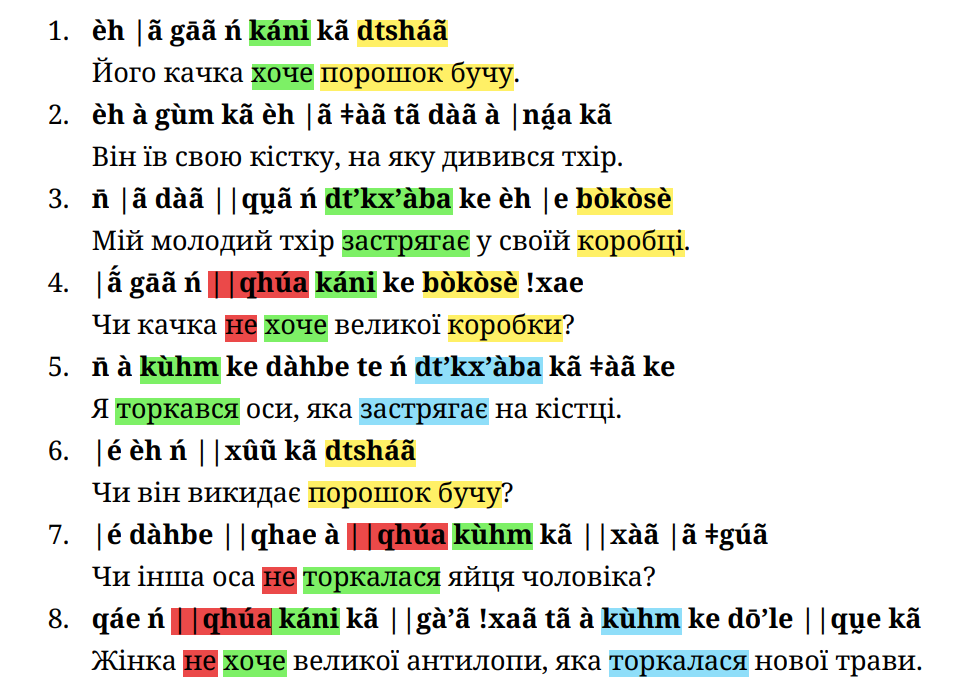 1. èh |ã gāã ń káni kã dtsháã
Його качка хоче порошок бучу.
2. èh à gùm kã èh |ã ǂàã tã dàã à |ná̰a kã
Він їв свою кістку, на яку дивився тхір.
3. n̄ |ã dàã ||qṵã ń dt’kx’àba ke èh |e bòkòsè
Мій молодий тхір застрягає у своїй коробці.
4. |ã́ gāã ń ||qhúa káni ke bòkòsè !xae
Чи качка не хоче великої коробки?
5. n̄ à kùhm ke dàhbe te ń dt’kx’àba kã ǂàã ke
Я торкався оси, яка застрягає на кістці.
6. |é èh ń ||xûũ kã dtsháã
Чи він викидає порошок бучу?
7. |é dàhbe ||qhae à ||qhúa kùhm kã ||xàã |ã ǂgúã
Чи інша оса не торкалася яйця чоловіка?
8. qáe ń ||qhúa káni kã ||gà’ã !xaã tã à kùhm ke dō’le ||qṵe kã
Жінка не хоче великої антилопи, яка торкалася нової трави.